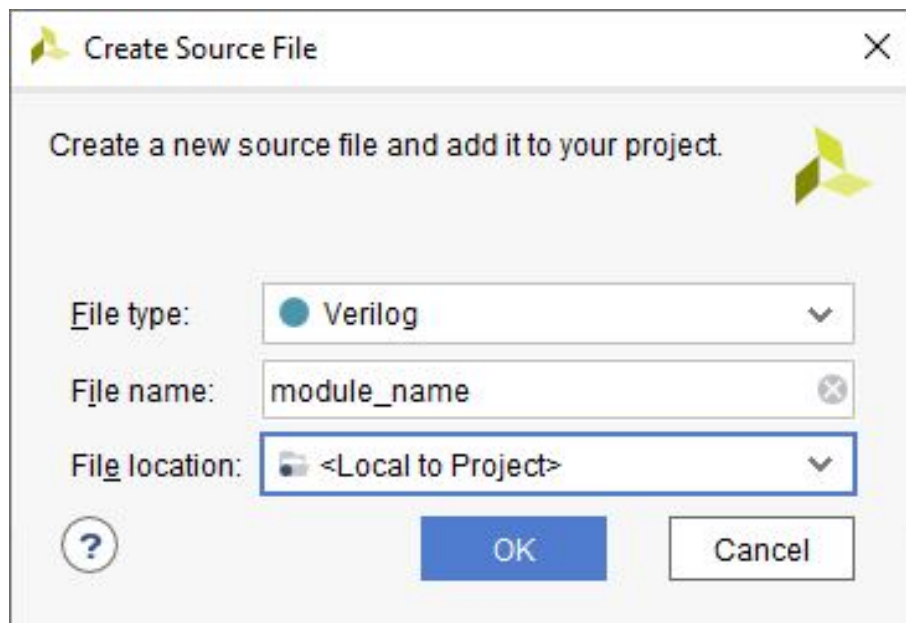 Create Source File
Create a new source file and add it to your project.
File type: Verilog
File name: module_name
File location: <Local to Project>
? OK Cancel